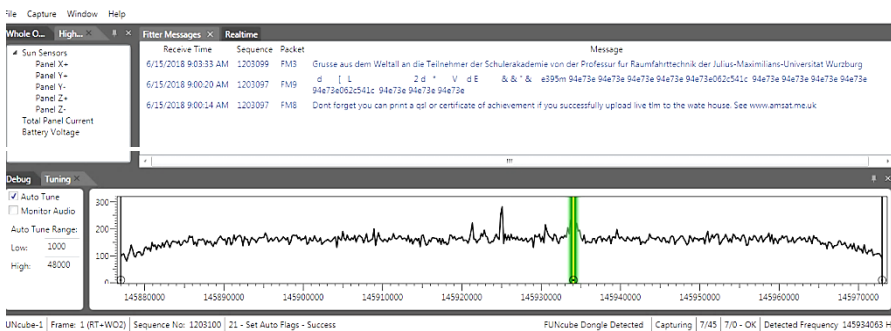 File Capture Window Help
Whole O... High... Fitter Messages Realtime
Sun Sensors
Panel X+
Panel X-
Panel Y+
Panel Y-
Panel Z+
Panel Z-
Total Panel Current
Battery Voltage
Receive Time Sequence Packet Message
6/15/2018 9:03:33 AM 1203099 FM3 Grusse aus dem Weltall an die Teilnehmer der Schulerakademie von der Professur fur Raumfahrttechnik der Julius-Maximilians-Universitat Wurzburg
6/15/2018 9:00:20 AM 1203097 FM9 d [ L 2 d * V d E & & " & e395m 94e73e 94e73e 94e73e 94e73e 94e73e062c541c 94e73e 94e73e 94e73e 94e73e
94e73e062c541c 94e73e 94e73e 94e73e
6/15/2018 9:00:14 AM 1203097 FM8 Dont forget you can print a qsl or certificate of achievement if you successfully upload live tlm to the wate house. See www.amsat.me.uk
Debug Tuning
Auto Tune
Monitor Audio
Auto Tune Range:
Low: 1000
High: 48000
300
200
100
0
145880000 145890000 145900000 145910000 145920000 145930000 145940000 145950000 145960000 145970000
FUNcube-1 Frame: 1 (RT+WO2) Sequence No: 1203100 21 - Set Auto Flags - Success FUNcube Dongle Detected Capturing 7/45 7/0 - OK Detected Frequency 145934063 H